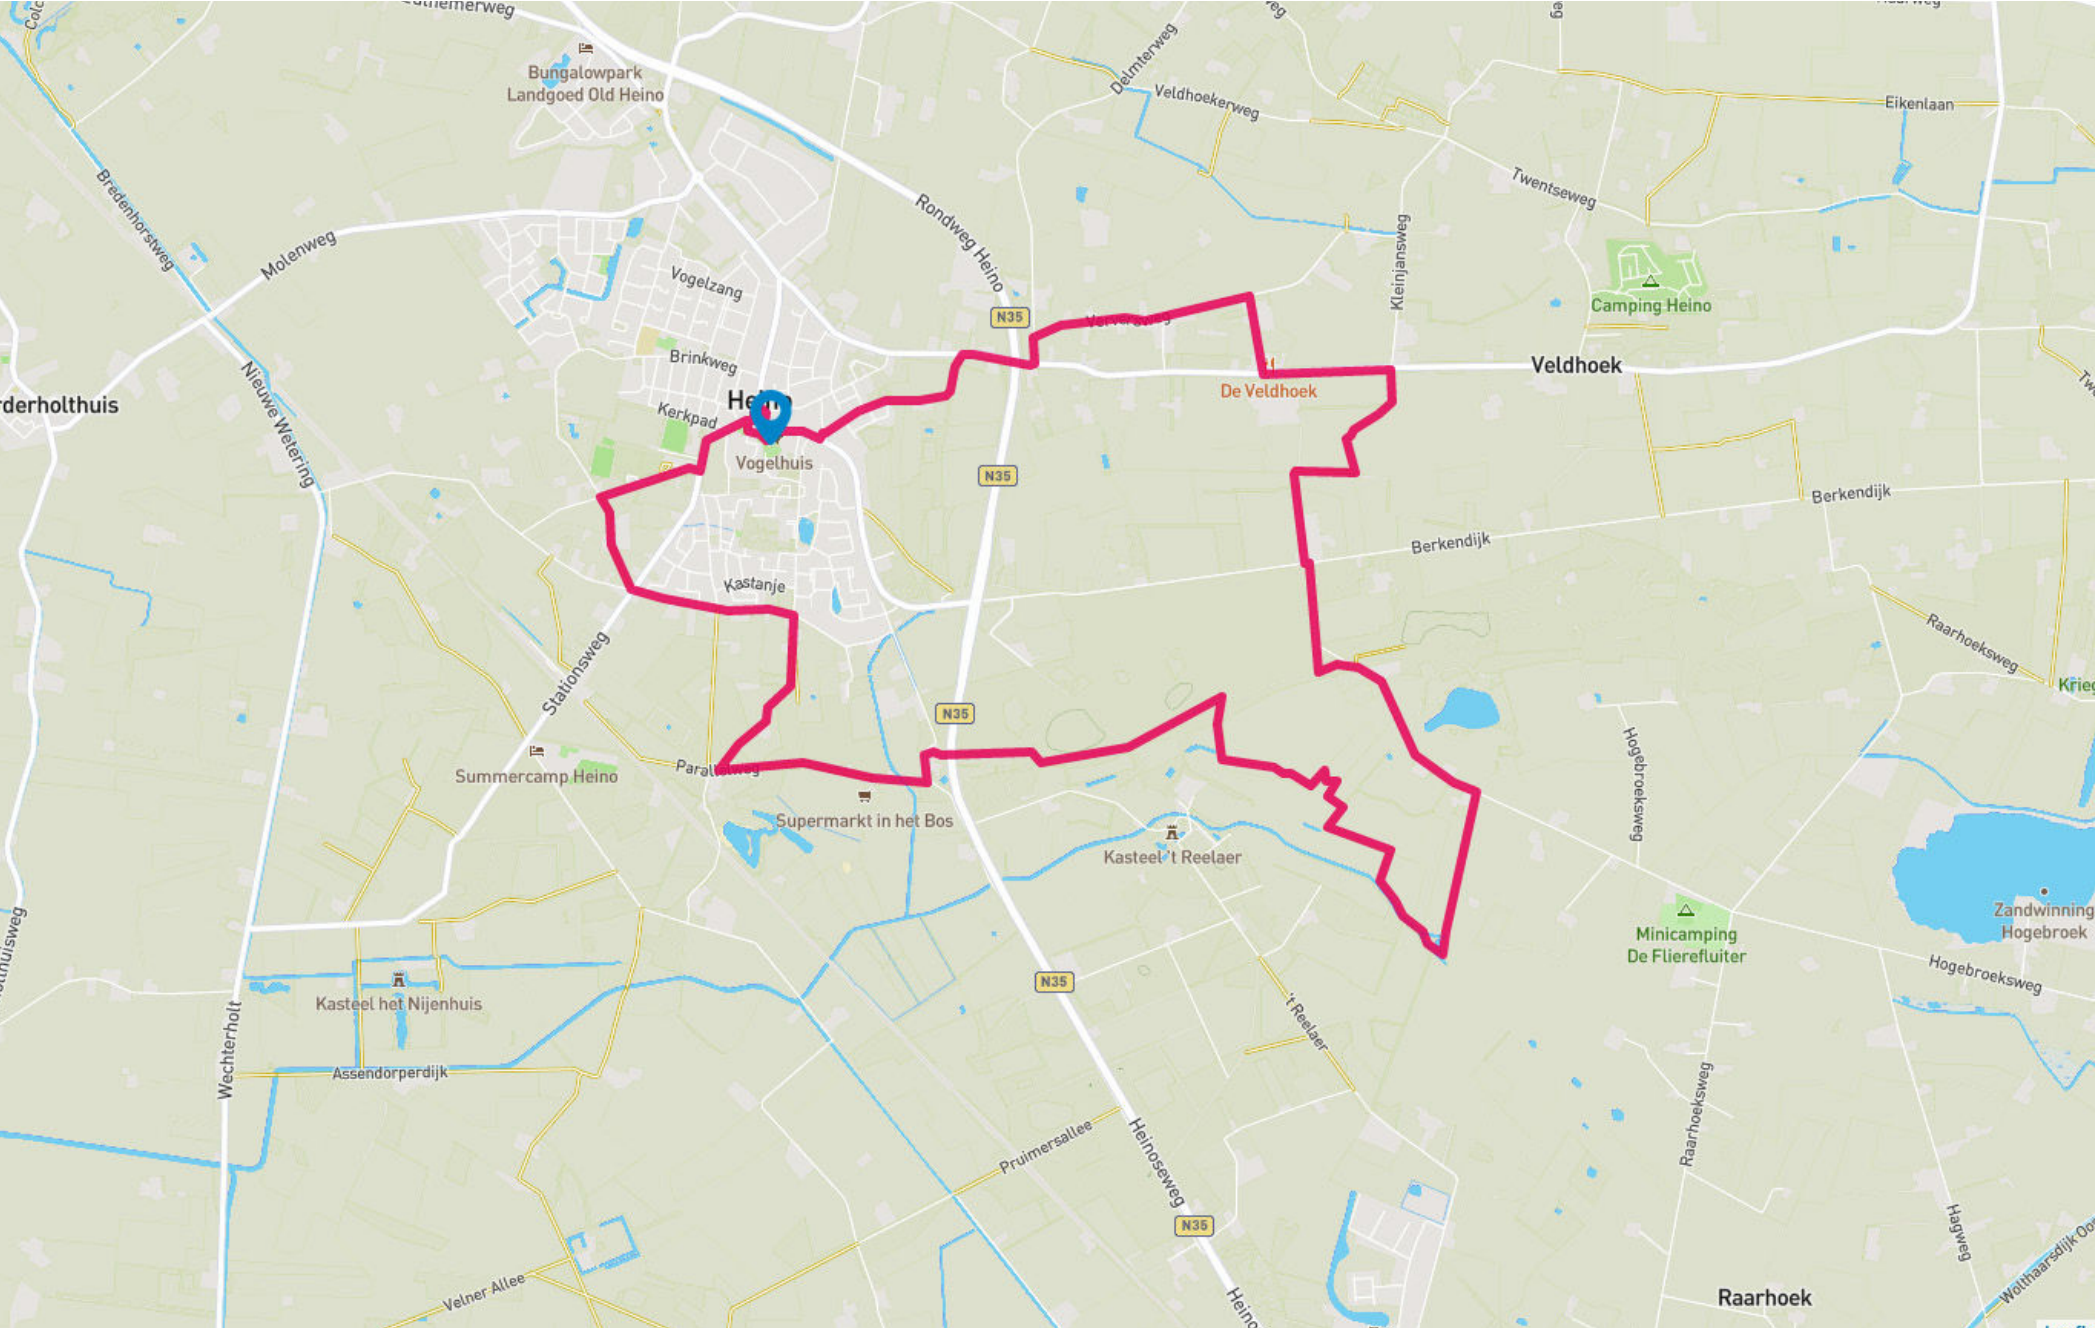 Bungalowpark
Landgoed Old Heino
Delmterweg
Veldhoekerweg
Eikenlaan
Bredenhorstweg
Molenweg
Rondweg Heino
Twentseweg
Kleinjansweg
Vogelzang
Camping Heino
N35
Verversweg
Brinkweg
Veldhoek
De Veldhoek
Nieuwe Wetering
rderholthuis
Kerkpad
Vogelhuis
N35
Berkendijk
Berkendijk
Kastanje
Raarhoeksweg
Stationsweg
N35
Hogebroeksweg
Summercamp Heino
Parallelweg
Supermarkt in het Bos
Kasteel 't Reelaer
Zandwinning
Hogebroek
Minicamping
De Flierefluiter
Hogebroeksweg
Kasteel het Nijenhuis
N35
't Reelaer
Wechterholt
Assendorperdijk
Raarhoeksweg
Pruimersallee
Heinoseweg
N35
Hagweg
Velner Allee
Raarhoek